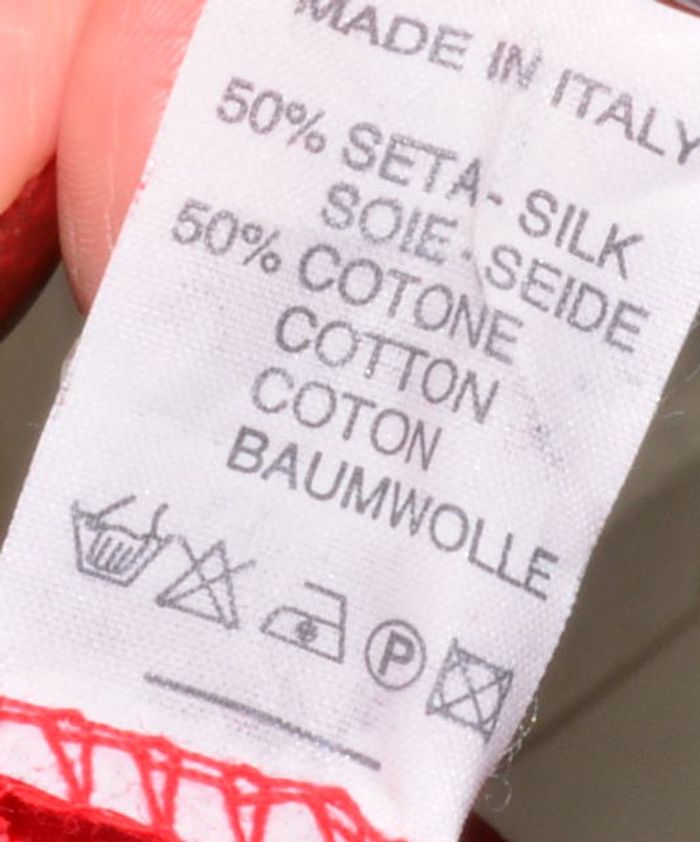 MADE IN ITALY
50% SETA - SILK
SOIE - SEIDE
50% COTONE
COTTON
COTON
BAUMWOLLE
P